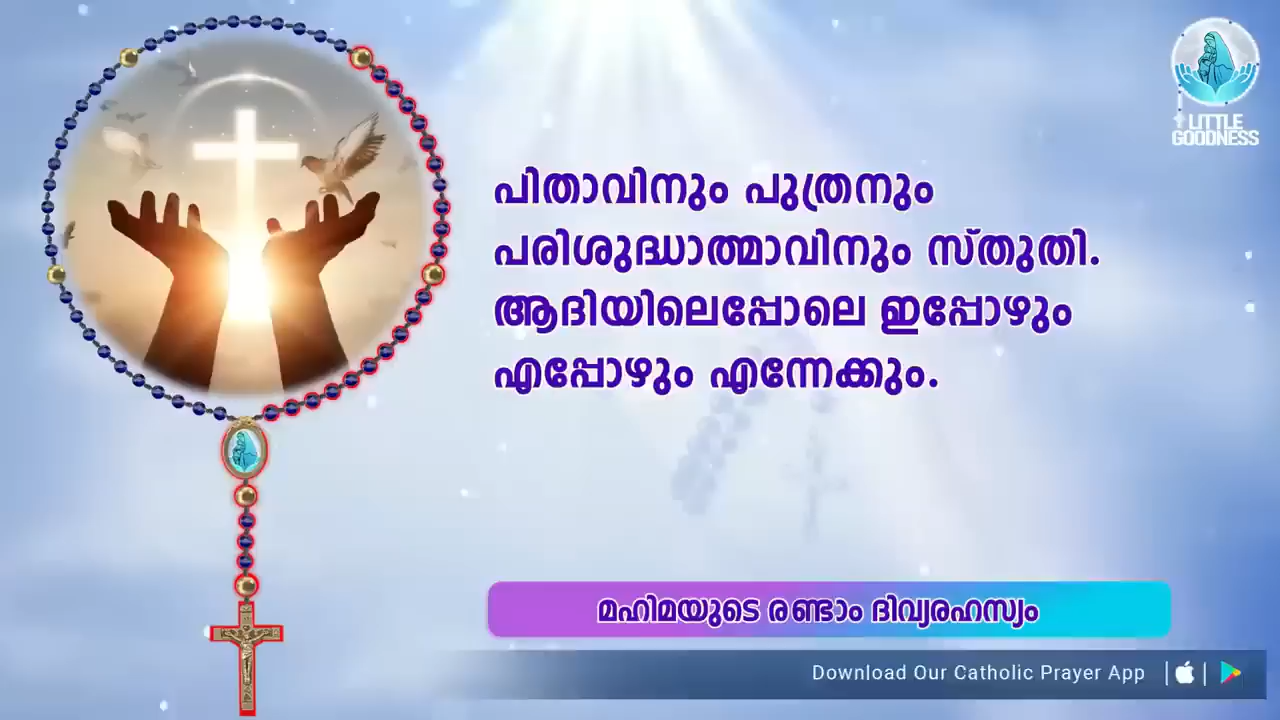 LITTLE
GOODNESS
പിതാവിനും പുത്രനും
പരിശുദ്ധാത്മാവിനും സ്തുതി.
ആദിയിലെപ്പോലെ ഇപ്പോഴും
എപ്പോഴും എന്നേക്കും.
മഹിമയുടെ രണ്ടാം ദിവ്യരഹസ്യം
Download Our Catholic Prayer App